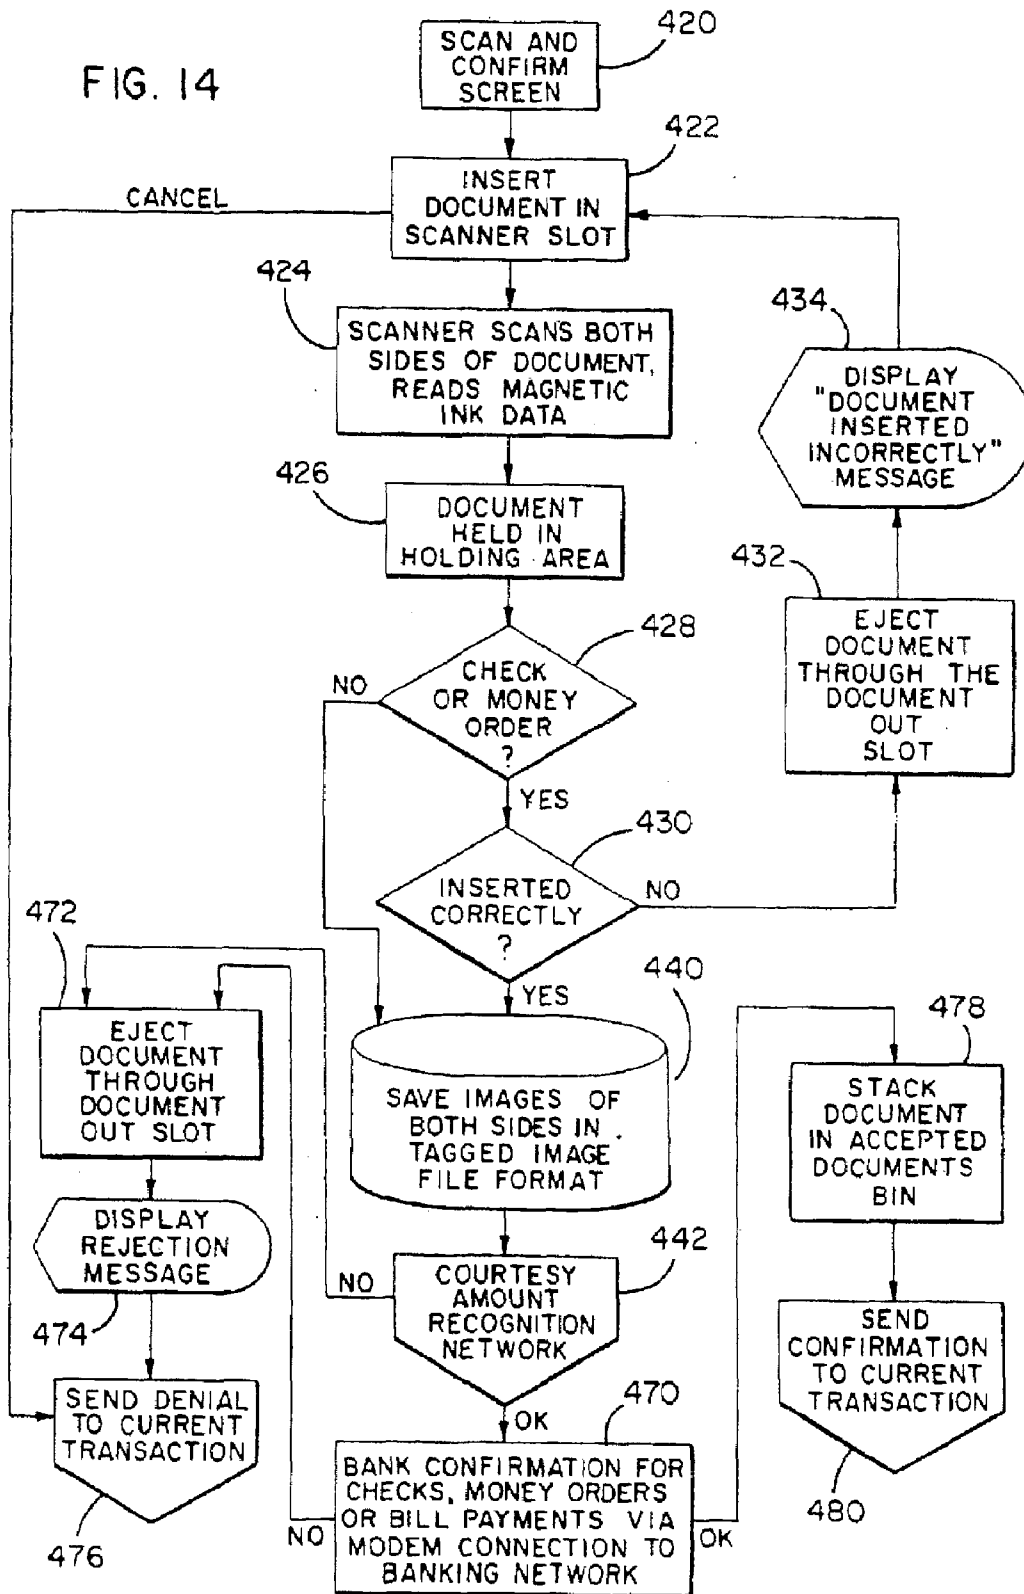 FIG. 14
SCAN AND
CONFIRM
SCREEN
420
422
INSERT
DOCUMENT IN
SCANNER SLOT
CANCEL
424
SCANNER SCANS BOTH
SIDES OF DOCUMENT,
READS MAGNETIC
INK DATA
434
DISPLAY
"DOCUMENT
INSERTED
INCORRECTLY"
MESSAGE
426
DOCUMENT
HELD IN
HOLDING AREA
432
EJECT
DOCUMENT
THROUGH THE
DOCUMENT
OUT
SLOT
428
CHECK
OR MONEY
ORDER
?
NO
YES
430
INSERTED
CORRECTLY
?
NO
YES
472
EJECT
DOCUMENT
THROUGH
DOCUMENT
OUT SLOT
440
SAVE IMAGES OF
BOTH SIDES IN
TAGGED IMAGE
FILE FORMAT
478
STACK
DOCUMENT
IN ACCEPTED
DOCUMENTS
BIN
DISPLAY
REJECTION
MESSAGE
474
442
COURTESY
AMOUNT
RECOGNITION
NETWORK
NO
OK
SEND
CONFIRMATION
TO CURRENT
TRANSACTION
480
SEND DENIAL
TO CURRENT
TRANSACTION
476
470
BANK CONFIRMATION FOR
CHECKS, MONEY ORDERS
OR BILL PAYMENTS VIA
MODEM CONNECTION TO
BANKING NETWORK
NO
OK